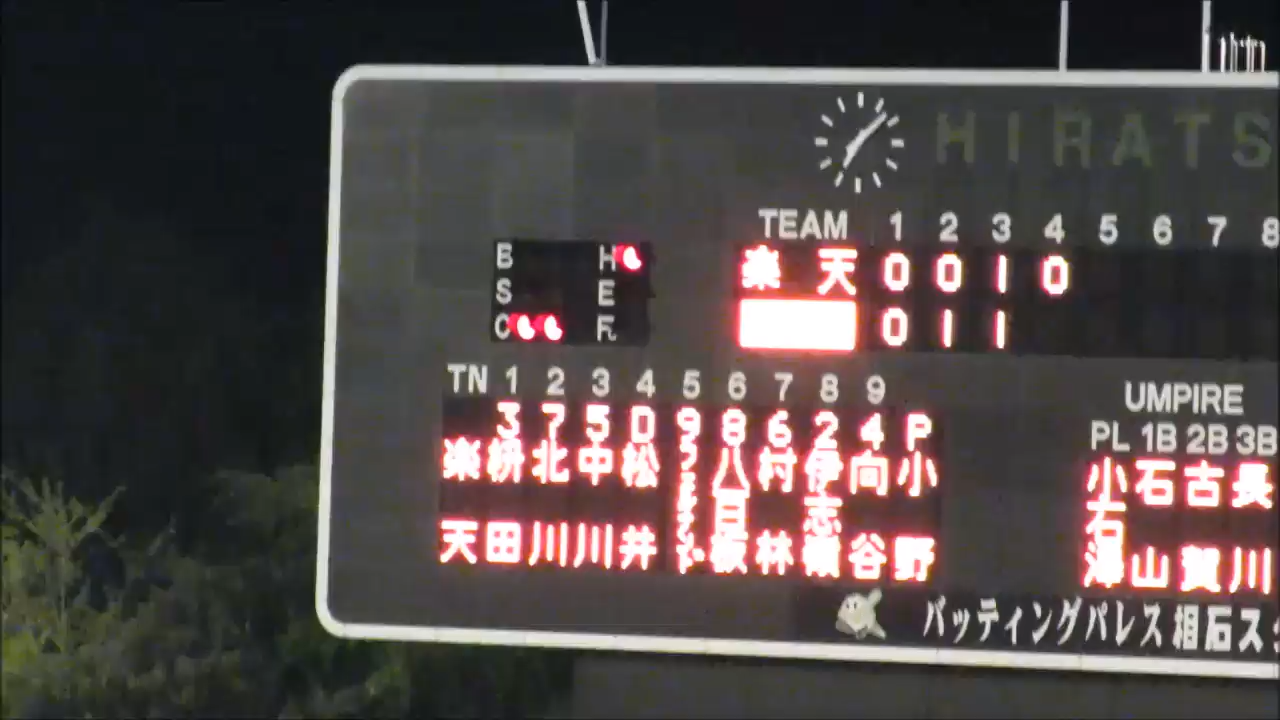 HIRATS
TEAM 1 2 3 4 5 6 7 8
楽天 0 0 1 0
0 1 1
B H
S E
O F
TN 1 2 3 4 5 6 7 8 9
3 7 5 D 9 8 6 2 4 P
楽天 枡田 北川 中川 松井 八百板 村林 伊志嶺 向谷 小野
UMPIRE
PL 1B 2B 3B
小石澤 石山 古賀 長川
バッティングパレス 相石ス